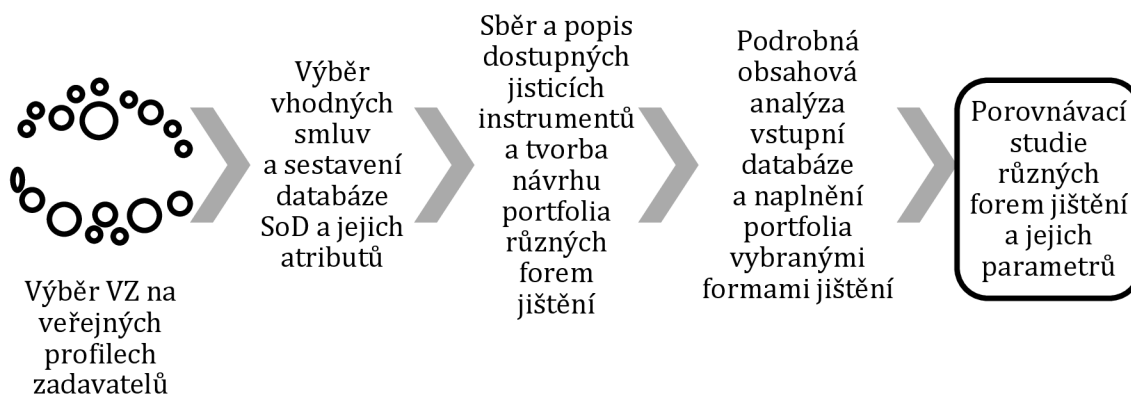 Výběr VZ na
veřejných
profilech
zadavatelů
Výběr
vhodných
smluv
a sestavení
databáze
SoD a jejich
atributů
Sběr a popis
dostupných
jisticích
instrumentů
a tvorba
návrhu
portfolia
různých
forem
jištění
Podrobná
obsahová
analýza
vstupní
databáze
a naplnění
portfolia
vybranými
formami jištění
Porovnávací
studie
různých
forem jištění
a jejich
parametrů